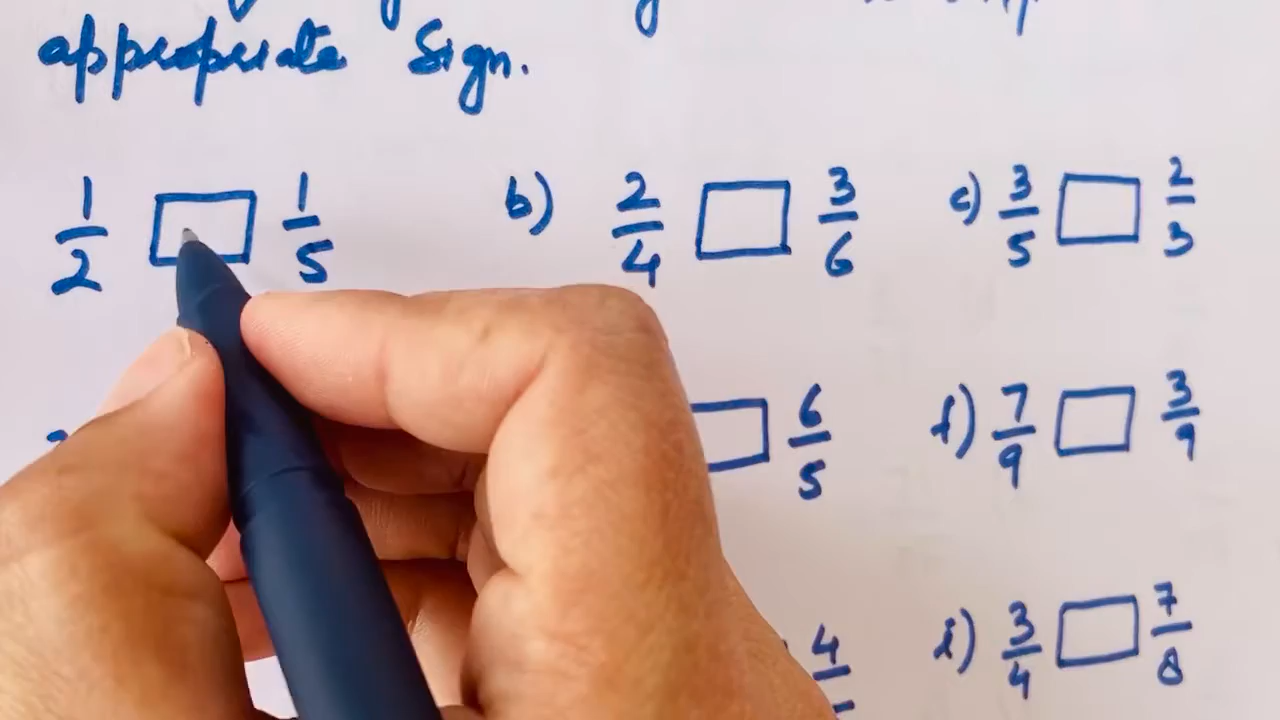 appropriate Sign.
1/2 □ 1/5 b) 2/4 □ 3/6 c) 3/5 □ 2/3
□ 6/5 f) 7/9 □ 3/9
4 i) 3/4 □ 7/8